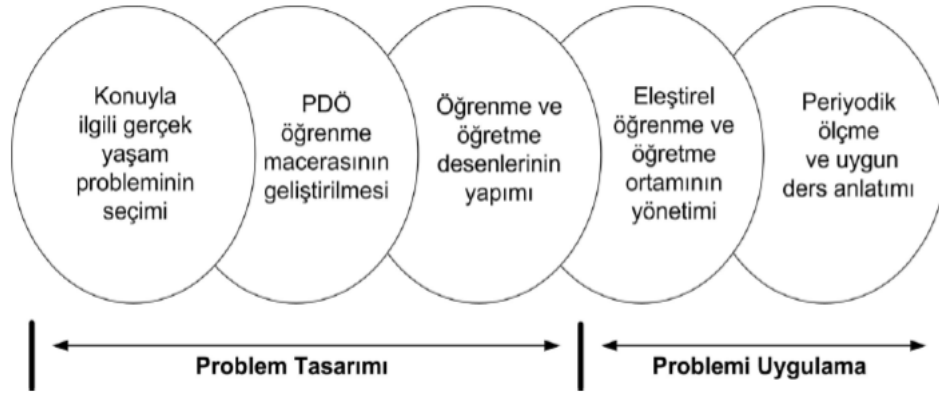 Konuyla
ilgili gerçek
yaşam
probleminin
seçimi
PDÖ
öğrenme
macerasının
geliştirilmesi
Öğrenme ve
öğretme
desenlerinin
yapımı
Eleştirel
öğrenme ve
öğretme
ortamının
yönetimi
Periyodik
ölçme
ve uygun
ders anlatımı
Problem Tasarımı
Problemi Uygulama